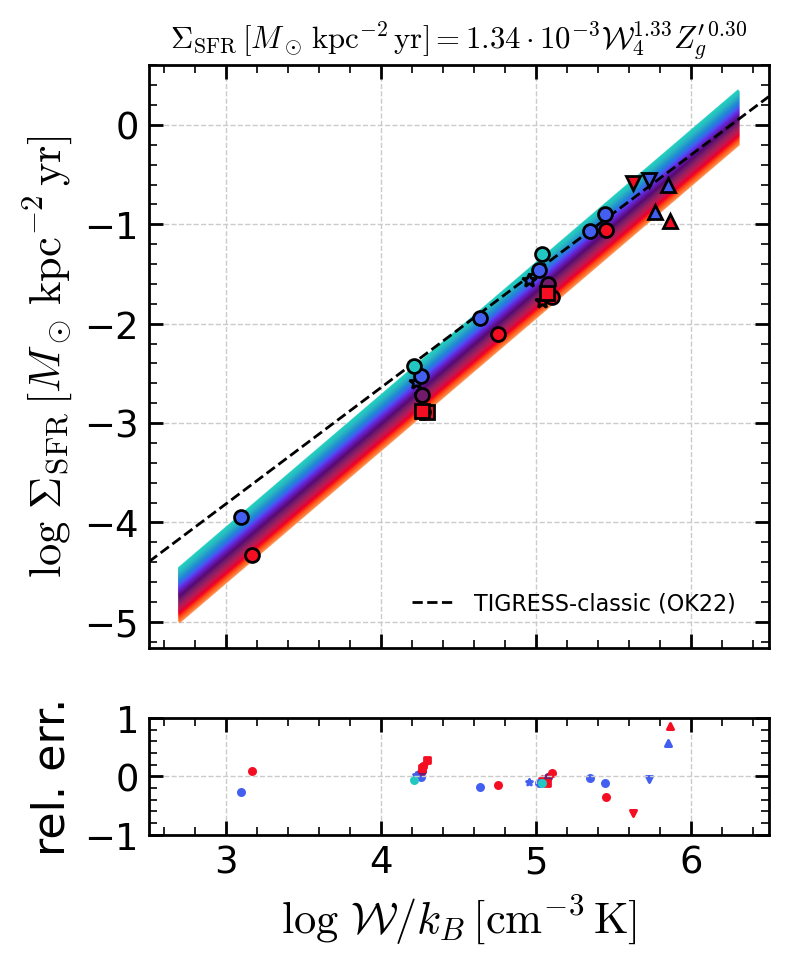 Σ_SFR [M_⊙ kpc⁻² yr] = 1.34 · 10⁻³ 𝒲₄^1.33 Z′_g^0.30
log Σ_SFR [M_⊙ kpc⁻² yr]
0
−1
−2
−3
−4
−5
TIGRESS-classic (OK22)
rel. err.
1
0
−1
3 4 5 6
log 𝒲/k_B [cm⁻³ K]